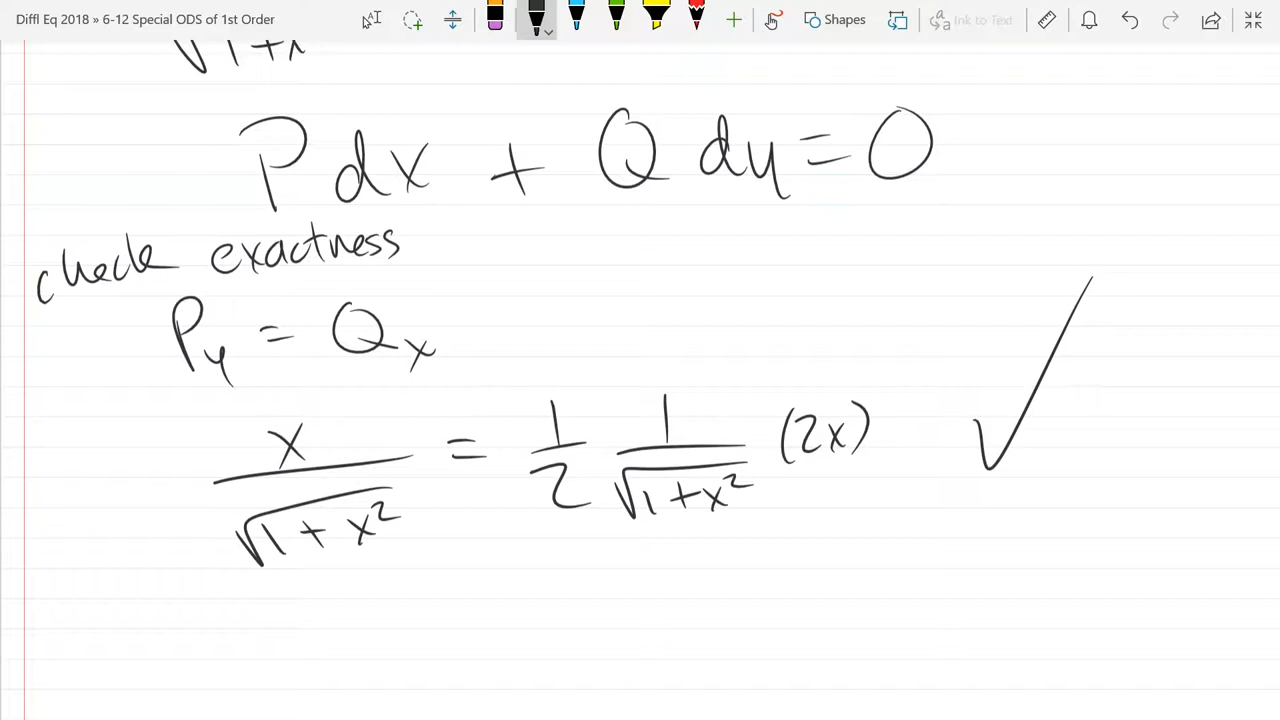 Diffl Eq 2018 » 6-12 Special ODS of 1st Order Shapes Ink to Text
√1+x
P dx + Q dy = 0
check exactness
P_y = Q_x
x/√(1 + x²) = 1/2 1/√(1+x²) (2x) ✓